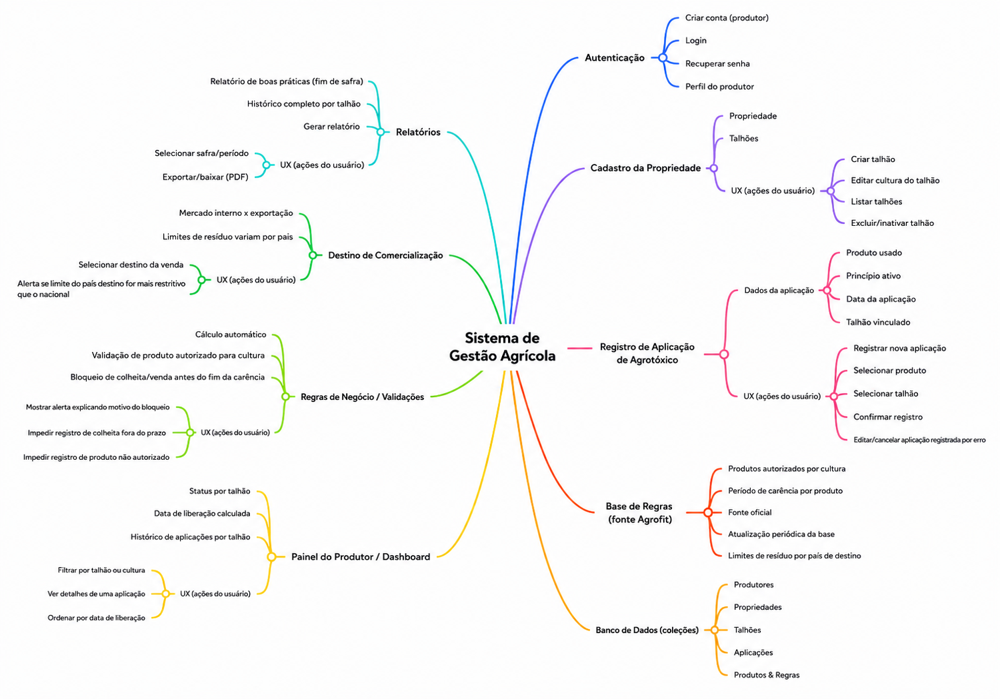 Sistema de
Gestão Agrícola
Autenticação
Criar conta (produtor)
Login
Recuperar senha
Perfil do produtor
Cadastro da Propriedade
Propriedade
Talhões
UX (ações do usuário)
Criar talhão
Editar cultura do talhão
Listar talhões
Excluir/inativar talhão
Registro de Aplicação
de Agrotóxico
Dados da aplicação
Produto usado
Princípio ativo
Data da aplicação
Talhão vinculado
UX (ações do usuário)
Registrar nova aplicação
Selecionar produto
Selecionar talhão
Confirmar registro
Editar/cancelar aplicação registrada por erro
Base de Regras
(fonte Agrofit)
Produtos autorizados por cultura
Período de carência por produto
Fonte oficial
Atualização periódica da base
Limites de resíduo por país de destino
Banco de Dados (coleções)
Produtores
Propriedades
Talhões
Aplicações
Produtos & Regras
Relatórios
Relatório de boas práticas (fim de safra)
Histórico completo por talhão
Gerar relatório
UX (ações do usuário)
Selecionar safra/período
Exportar/baixar (PDF)
Destino de Comercialização
Mercado interno x exportação
Limites de resíduo variam por pais
UX (ações do usuário)
Selecionar destino da venda
Alerta se limite do país destino for mais restritivo
que o nacional
Regras de Negócio / Validações
Cálculo automático
Validação de produto autorizado para cultura
Bloqueio de colheita/venda antes do fim da carência
UX (ações do usuário)
Mostrar alerta explicando motivo do bloqueio
Impedir registro de colheita fora do prazo
Impedir registro de produto não autorizado
Painel do Produtor / Dashboard
Status por talhão
Data de liberação calculada
Histórico de aplicações por talhão
UX (ações do usuário)
Filtrar por talhão ou cultura
Ver detalhes de uma aplicação
Ordenar por data de liberação